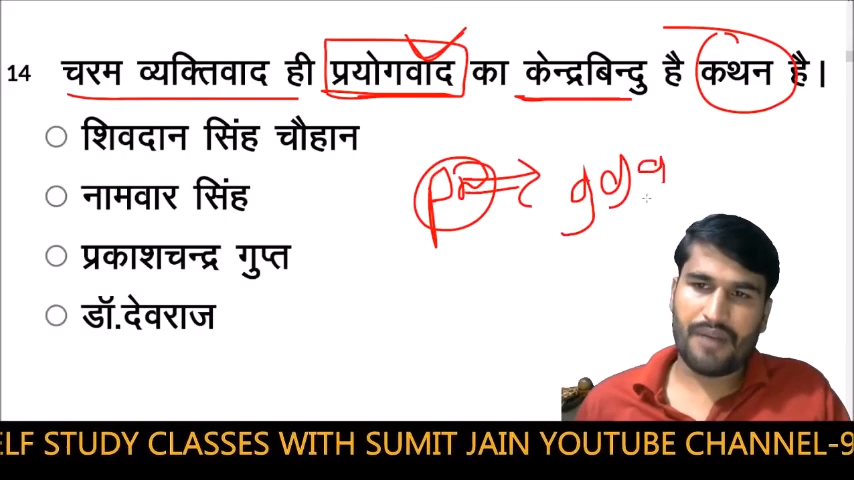 14 चरम व्यक्तिवाद ही प्रयोगवाद का केन्द्रबिन्दु है कथन है।
शिवदान सिंह चौहान
नामवार सिंह
प्रकाशचन्द्र गुप्त
डॉ.देवराज
ELF STUDY CLASSES WITH SUMIT JAIN YOUTUBE CHANNEL-9